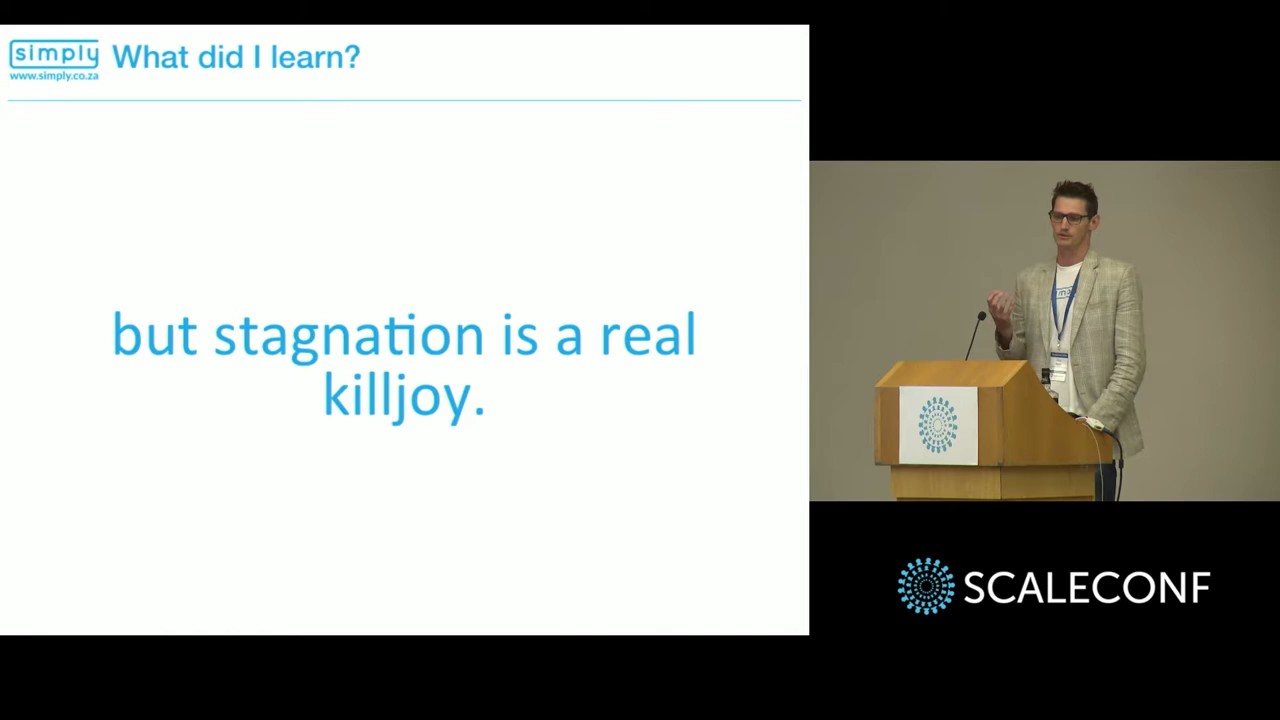 simply
www.simply.co.za
What did I learn?
but stagnation is a real
killjoy.
SCALECONF